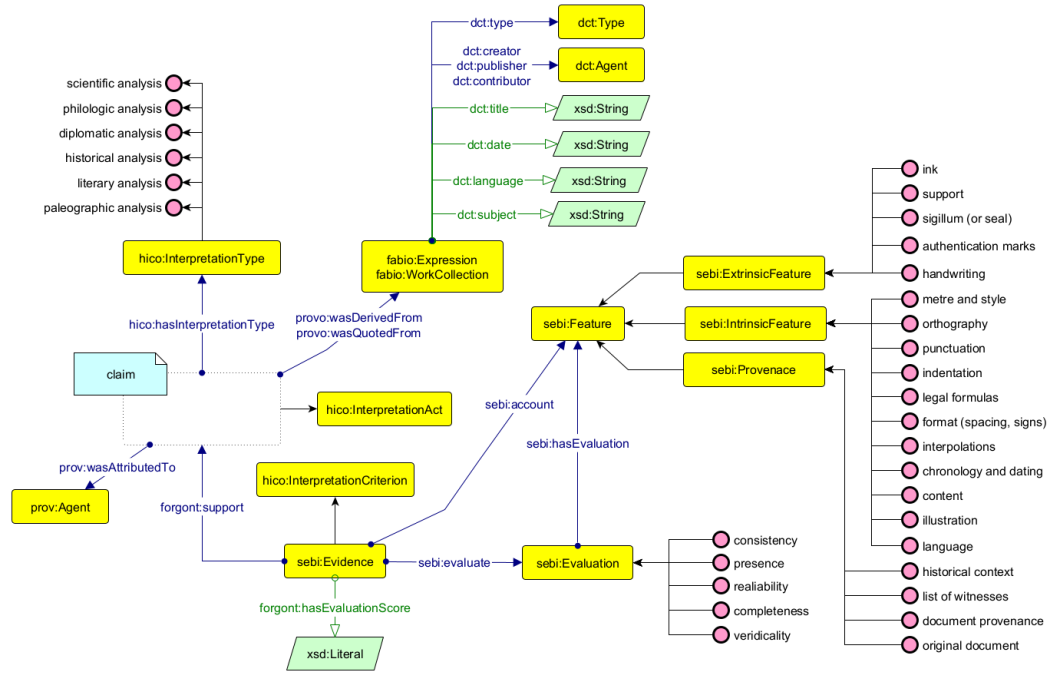 dct:type
dct:Type
dct:creator
dct:publisher
dct:contributor
dct:Agent
dct:title
xsd:String
dct:date
xsd:String
dct:language
xsd:String
dct:subject
xsd:String
scientific analysis
philologic analysis
diplomatic analysis
historical analysis
literary analysis
paleographic analysis
hico:InterpretationType
fabio:Expression
fabio:WorkCollection
hico:hasInterpretationType
provo:wasDerivedFrom
provo:wasQuotedFrom
claim
hico:InterpretationAct
prov:wasAttributedTo
prov:Agent
forgont:support
hico:InterpretationCriterion
sebi:Evidence
forgont:hasEvaluationScore
xsd:Literal
sebi:account
sebi:hasEvaluation
sebi:evaluate
sebi:Evaluation
sebi:Feature
sebi:ExtrinsicFeature
sebi:IntrinsicFeature
sebi:Provenace
consistency
presence
realiability
completeness
veridicality
ink
support
sigillum (or seal)
authentication marks
handwriting
metre and style
orthography
punctuation
indentation
legal formulas
format (spacing, signs)
interpolations
chronology and dating
content
illustration
language
historical context
list of witnesses
document provenance
original document